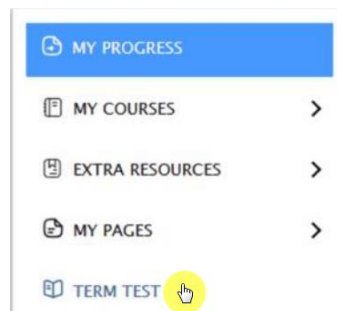 MY PROGRESS
MY COURSES
EXTRA RESOURCES
MY PAGES
TERM TEST